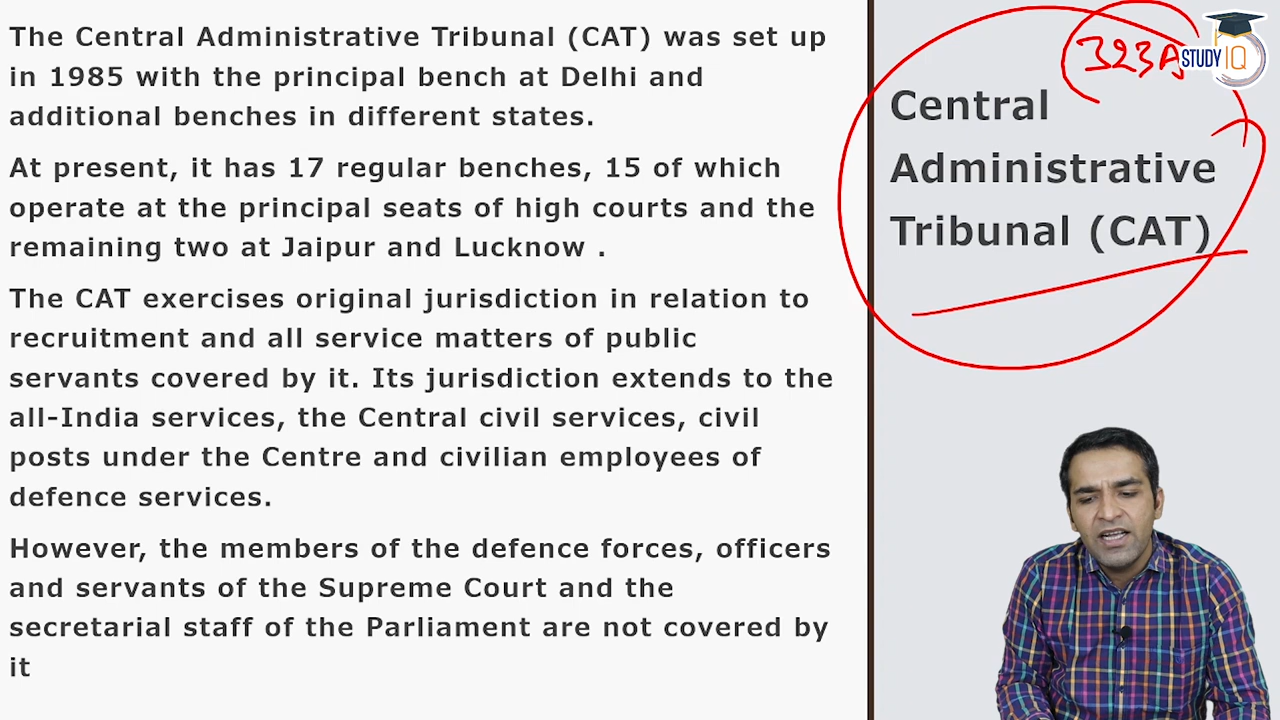 The Central Administrative Tribunal (CAT) was set up
in 1985 with the principal bench at Delhi and
additional benches in different states.
At present, it has 17 regular benches, 15 of which
operate at the principal seats of high courts and the
remaining two at Jaipur and Lucknow .
The CAT exercises original jurisdiction in relation to
recruitment and all service matters of public
servants covered by it. Its jurisdiction extends to the
all-India services, the Central civil services, civil
posts under the Centre and civilian employees of
defence services.
However, the members of the defence forces, officers
and servants of the Supreme Court and the
secretarial staff of the Parliament are not covered by
it
323A
STUDY IQ
Central
Administrative
Tribunal (CAT)